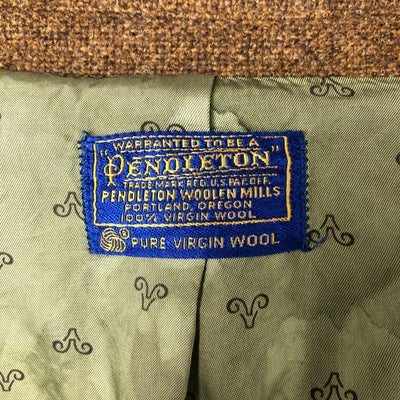 WARRANTED TO BE A
"PENDLETON"
TRADE MARK REG. U.S. PAT. OFF.
PENDLETON WOOLEN MILLS
PORTLAND, OREGON
100% VIRGIN WOOL
PURE VIRGIN WOOL